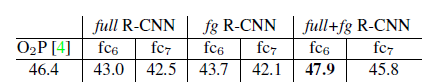 full R-CNN fg R-CNN full+fg R-CNN
O2P [4] fc6 fc7 fc6 fc7 fc6 fc7
46.4 43.0 42.5 43.7 42.1 47.9 45.8